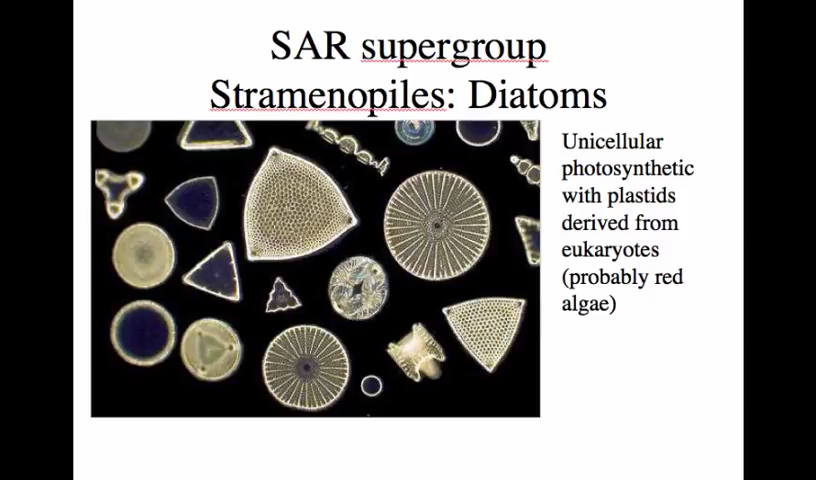 SAR supergroup
Stramenopiles: Diatoms
Unicellular
photosynthetic
with plastids
derived from
eukaryotes
(probably red
algae)